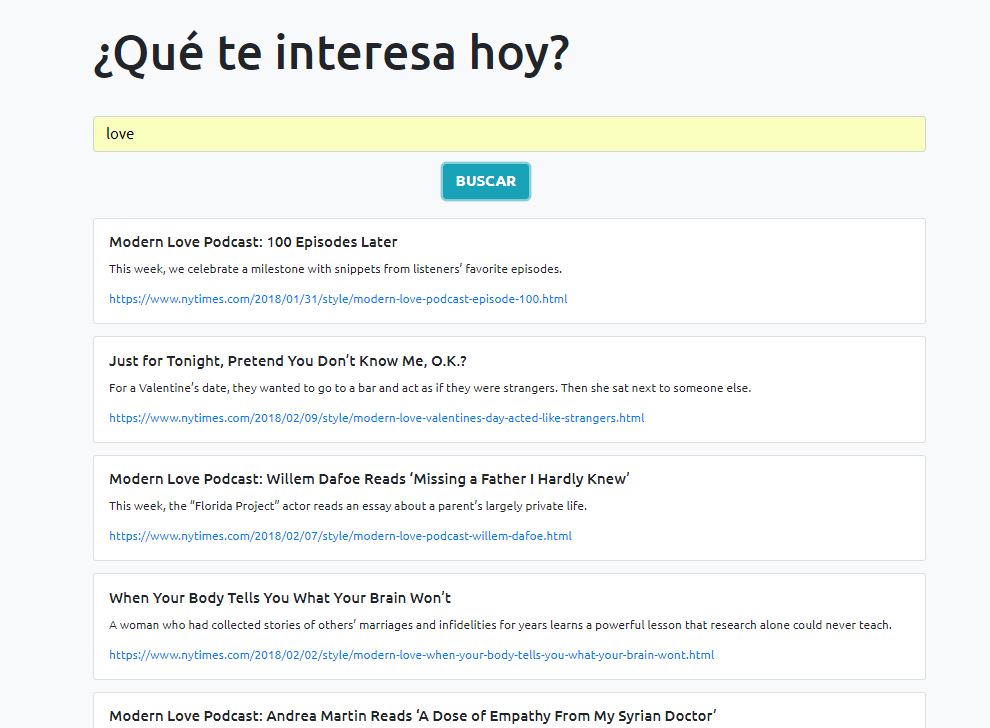 ¿Qué te interesa hoy?
love
BUSCAR
Modern Love Podcast: 100 Episodes Later
This week, we celebrate a milestone with snippets from listeners’ favorite episodes.
https://www.nytimes.com/2018/01/31/style/modern-love-podcast-episode-100.html
Just for Tonight, Pretend You Don’t Know Me, O.K.?
For a Valentine’s date, they wanted to go to a bar and act as if they were strangers. Then she sat next to someone else.
https://www.nytimes.com/2018/02/09/style/modern-love-valentines-day-acted-like-strangers.html
Modern Love Podcast: Willem Dafoe Reads ‘Missing a Father I Hardly Knew’
This week, the “Florida Project” actor reads an essay about a parent’s largely private life.
https://www.nytimes.com/2018/02/07/style/modern-love-podcast-willem-dafoe.html
When Your Body Tells You What Your Brain Won’t
A woman who had collected stories of others’ marriages and infidelities for years learns a powerful lesson that research alone could never teach.
https://www.nytimes.com/2018/02/02/style/modern-love-when-your-body-tells-you-what-your-brain-wont.html
Modern Love Podcast: Andrea Martin Reads ‘A Dose of Empathy From My Syrian Doctor’